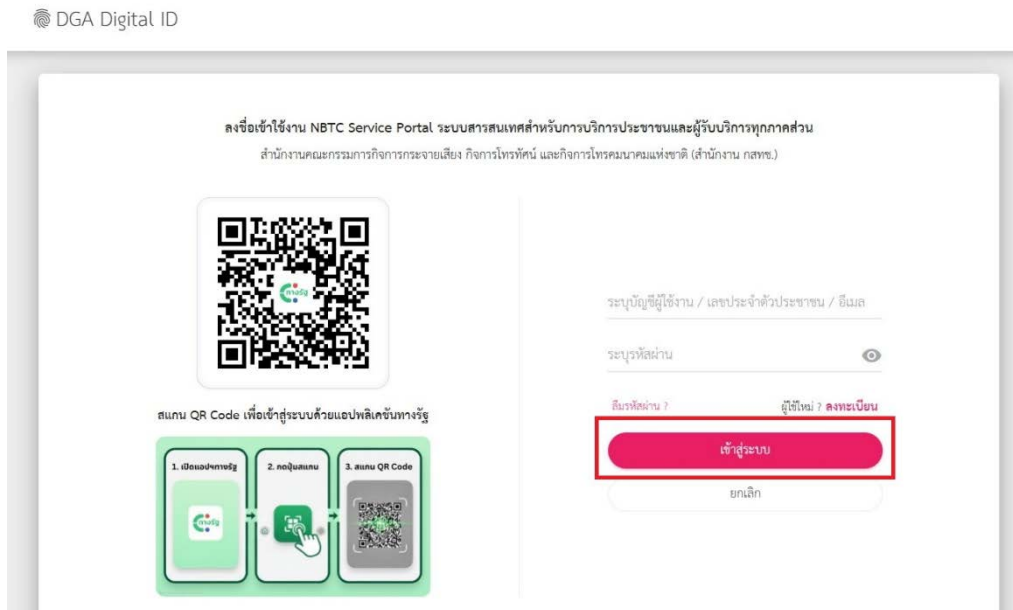 DGA Digital ID
ลงชื่อเข้าใช้งาน NBTC Service Portal ระบบสารสนเทศสำหรับการบริการประชาชนและผู้รับบริการทุกภาคส่วน
สำนักงานคณะกรรมการกิจการกระจายเสียง กิจการโทรทัศน์ และกิจการโทรคมนาคมแห่งชาติ (สำนักงาน กสทช.)
ทางรัฐ
สแกน QR Code เพื่อเข้าสู่ระบบด้วยแอปพลิเคชันทางรัฐ
1. เปิดแอปฯทางรัฐ
2. กดปุ่มสแกน
3. สแกน QR Code
ทางรัฐ
ระบุบัญชีผู้ใช้งาน / เลขประจำตัวประชาชน / อีเมล
ระบุรหัสผ่าน
ลืมรหัสผ่าน ? ผู้ใช้ใหม่ ? ลงทะเบียน
เข้าสู่ระบบ
ยกเลิก